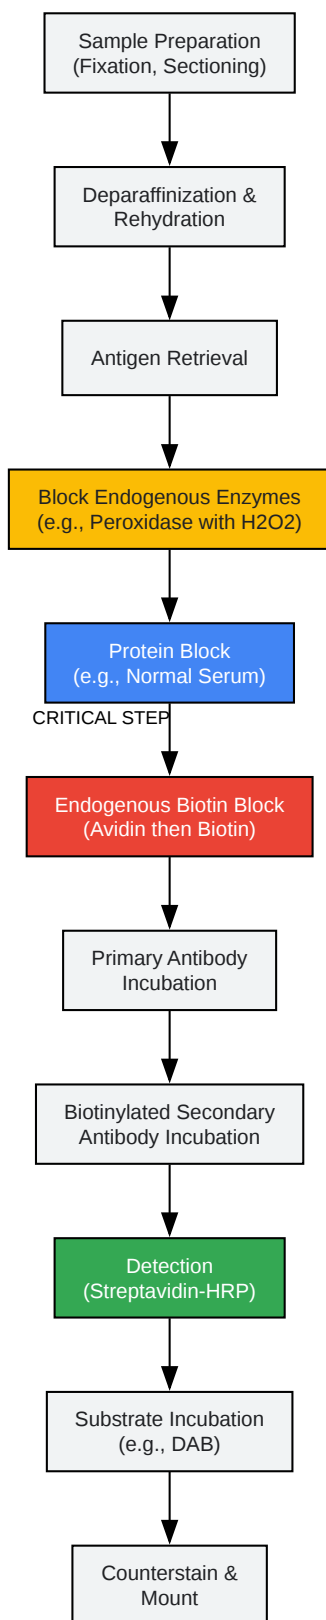 Sample Preparation
(Fixation, Sectioning)
Deparaffinization &
Rehydration
Antigen Retrieval
Block Endogenous Enzymes
(e.g., Peroxidase with H2O2)
Protein Block
(e.g., Normal Serum)
CRITICAL STEP
Endogenous Biotin Block
(Avidin then Biotin)
Primary Antibody
Incubation
Biotinylated Secondary
Antibody Incubation
Detection
(Streptavidin-HRP)
Substrate Incubation
(e.g., DAB)
Counterstain &
Mount